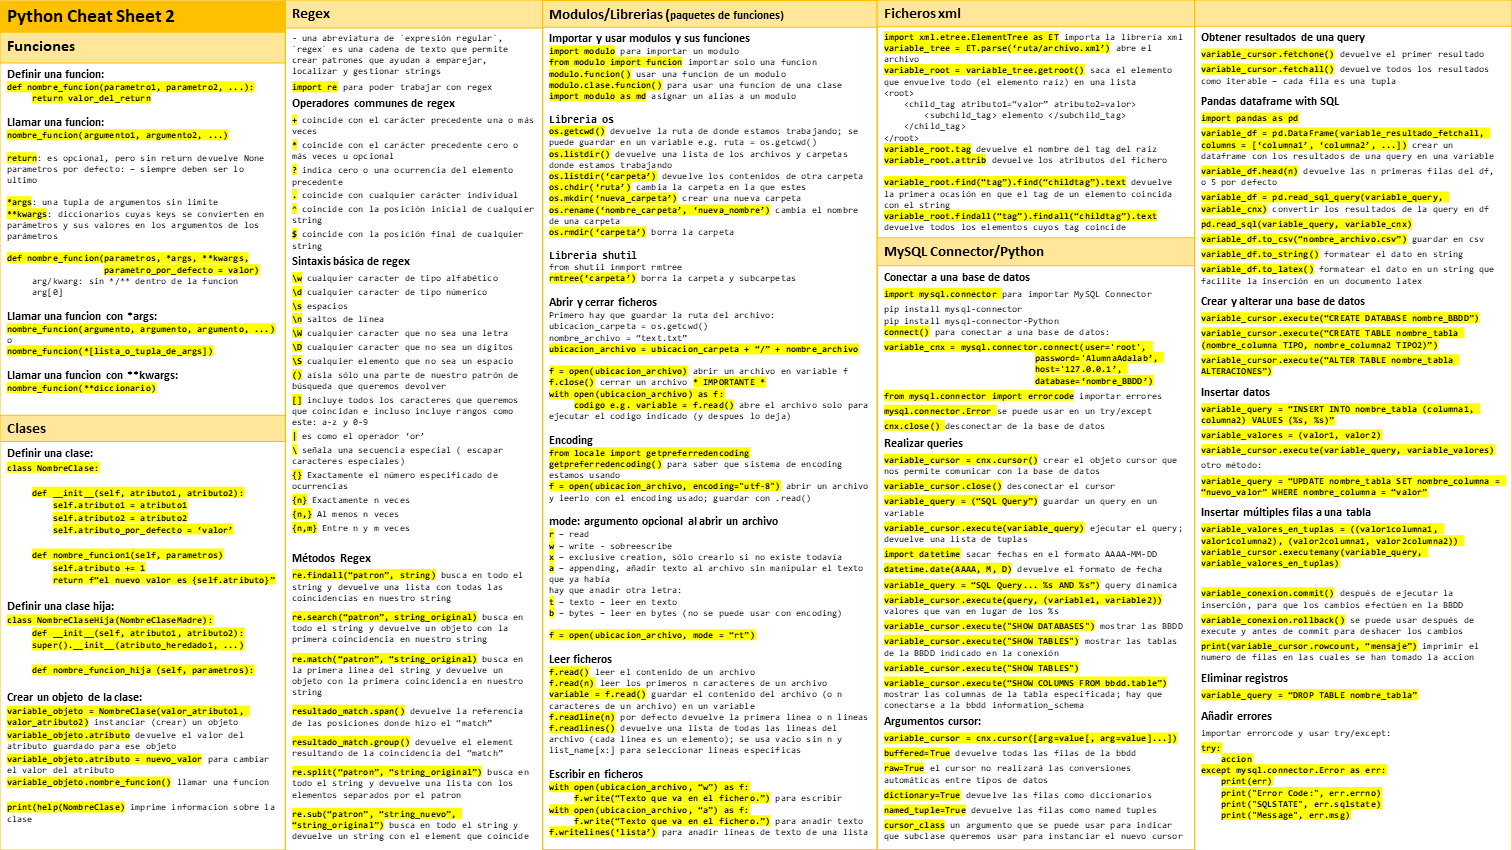 Python Cheat Sheet 2
Funciones
Definir una funcion:
def nombre_funcion(parametro1, parametro2, ...):
return valor_del_return
Llamar una funcion:
nombre_funcion(argumento1, argumento2, ...)
return: es opcional, pero sin return devuelve None
parametros por defecto: – siempre deben ser lo
ultimo
*args: una tupla de argumentos sin limite
**kwargs: diccionarios cuyas keys se convierten en
parámetros y sus valores en los argumentos de los
parámetros
def nombre_funcion(parametros, *args, **kwargs,
parametro_por_defecto = valor)
arg/kwarg: sin */** dentro de la funcion
arg[0]
Llamar una funcion con *args:
nombre_funcion(argumento, argumento, argumento, ...)
o
nombre_funcion(*[lista_o_tupla_de_args])
Llamar una funcion con **kwargs:
nombre_funcion(**diccionario)
Clases
Definir una clase:
class NombreClase:
def __init__(self, atributo1, atributo2):
self.atributo1 = atributo1
self.atributo2 = atributo2
self.atributo_por_defecto = ‘valor’
def nombre_funcion1(self, parametros)
self.atributo += 1
return f”el nuevo valor es {self.atributo}”
Definir una clase hija:
class NombreClaseHija(NombreClaseMadre):
def __init__(self, atributo1, atributo2):
super().__init__(atributo_heredado1, ...)
def nombre_funcion_hija (self, parametros):
Crear un objeto de la clase:
variable_objeto = NombreClase(valor_atributo1,
valor_atributo2) instanciar (crear) un objeto
variable_objeto.atributo devuelve el valor del
atributo guardado para ese objeto
variable_objeto.atributo = nuevo_valor para cambiar
el valor del atributo
variable_objeto.nombre_funcion() llamar una funcion
print(help(NombreClase) imprime informacion sobre la
clase
Regex
- una abreviatura de `expresión regular`,
`regex` es una cadena de texto que permite
crear patrones que ayudan a emparejar,
localizar y gestionar strings
import re para poder trabajar con regex
Operadores communes de regex
+ coincide con el carácter precedente una o más
veces
* coincide con el carácter precedente cero o
más veces u opcional
? indica cero o una ocurrencia del elemento
precedente
. coincide con cualquier carácter individual
^ coincide con la posición inicial de cualquier
string
$ coincide con la posición final de cualquier
string
Sintaxis básica de regex
\w cualquier caracter de tipo alfabético
\d cualquier caracter de tipo númerico
\s espacios
\n saltos de línea
\W cualquier caracter que no sea una letra
\D cualquier caracter que no sea un dígitos
\S cualquier elemento que no sea un espacio
() aísla sólo una parte de nuestro patrón de
búsqueda que queremos devolver
[] incluye todos los caracteres que queremos
que coincidan e incluso incluye rangos como
este: a-z y 0-9
| es como el operador ‘or’
\ señala una secuencia especial ( escapar
caracteres especiales)
{} Exactamente el número especificado de
ocurrencias
{n} Exactamente n veces
{n,} Al menos n veces
{n,m} Entre n y m veces
Métodos Regex
re.findall(“patron”, string) busca en todo el
string y devuelve una lista con todas las
coincidencias en nuestro string
re.search(“patron”, string_original) busca en
todo el string y devuelve un objeto con la
primera coincidencia en nuestro string
re.match(“patron”, “string_original) busca en
la primera linea del string y devuelve un
objeto con la primera coincidencia en nuestro
string
resultado_match.span() devuelve la referencia
de las posiciones donde hizo el “match”
resultado_match.group() devuelve el element
resultando de la coincidencia del “match”
re.split(“patron”, “string_original”) busca en
todo el string y devuelve una lista con los
elementos separados por el patron
re.sub(“patron”, “string_nuevo”,
“string_original”) busca en todo el string y
devuelve un string con el element que coincide
Modulos/Librerias (paquetes de funciones)
Importar y usar modulos y sus funciones
import modulo para importar un modulo
from modulo import funcion importar solo una funcion
modulo.funcion() usar una funcion de un modulo
modulo.clase.funcion() para usar una funcion de una clase
import modulo as md asignar un alias a un modulo
Libreria os
os.getcwd() devuelve la ruta de donde estamos trabajando; se
puede guardar en un variable e.g. ruta = os.getcwd()
os.listdir() devuelve una lista de los archivos y carpetas
donde estamos trabajando
os.listdir(‘carpeta’) devuelve los contenidos de otra carpeta
os.chdir(‘ruta’) cambia la carpeta en la que estes
os.mkdir(‘nueva_carpeta’) crear una nueva carpeta
os.rename(‘nombre_carpeta’, ‘nueva_nombre’) cambia el nombre
de una carpeta
os.rmdir(‘carpeta’) borra la carpeta
Libreria shutil
from shutil inmport rmtree
rmtree(‘carpeta’) borra la carpeta y subcarpetas
Abrir y cerrar ficheros
Primero hay que guardar la ruta del archivo:
ubicacion_carpeta = os.getcwd()
nombre_archivo = “text.txt”
ubicacion_archivo = ubicacion_carpeta + “/” + nombre_archivo
f = open(ubicacion_archivo) abrir un archivo en variable f
f.close() cerrar un archivo * IMPORTANTE *
with open(ubicacion_archivo) as f:
codigo e.g. variable = f.read() abre el archivo solo para
ejecutar el codigo indicado (y despues lo deja)
Encoding
from locale import getpreferredencoding
getpreferredencoding() para saber que sistema de encoding
estamos usando
f = open(ubicacion_archivo, encoding="utf-8") abrir un archivo
y leerlo con el encoding usado; guardar con .read()
mode: argumento opcional al abrir un archivo
r – read
w – write - sobreescribe
x – exclusive creation, sólo crearlo si no existe todavia
a – appending, añadir texto al archivo sin manipular el texto
que ya había
hay que anadir otra letra:
t – texto – leer en texto
b – bytes – leer en bytes (no se puede usar con encoding)
f = open(ubicacion_archivo, mode = “rt”)
Leer ficheros
f.read() leer el contenido de un archivo
f.read(n) leer los primeros n caracteres de un archivo
variable = f.read() guardar el contenido del archivo (o n
caracteres de un archivo) en un variable
f.readline(n) por defecto devuelve la primera linea o n lineas
f.readlines() devuelve una lista de todas las lineas del
archivo (cada linea es un elemento); se usa vacio sin n y
list_name[x:] para seleccionar lineas especificas
Escribir en ficheros
with open(ubicacion_archivo, “w”) as f:
f.write(“Texto que va en el fichero.”) para escribir
with open(ubicacion_archivo, “a”) as f:
f.write(“Texto que va en el fichero.”) para anadir texto
f.writelines(‘lista’) para anadir lineas de texto de una lista
Ficheros xml
import xml.etree.ElementTree as ET importa la librería xml
variable_tree = ET.parse(‘ruta/archivo.xml’) abre el
archivo
variable_root = variable_tree.getroot() saca el elemento
que envuelve todo (el elemento raíz) en una lista
<root>
<child_tag atributo1=“valor” atributo2=valor>
<subchild_tag> elemento </subchild_tag>
</child_tag>
</root>
variable_root.tag devuelve el nombre del tag del raiz
variable_root.attrib devuelve los atributos del fichero
variable_root.find(“tag”).find(“childtag”).text devuelve
la primera ocasión en que el tag de un elemento coincida
con el string
variable_root.findall(“tag”).findall(“childtag”).text
devuelve todos los elementos cuyos tag coincide
MySQL Connector/Python
Conectar a una base de datos
import mysql.connector para importar MySQL Connector
pip install mysql-connector
pip install mysql-connector-Python
connect() para conectar a una base de datos:
variable_cnx = mysql.connector.connect(user='root',
password='AlumnaAdalab',
host='127.0.0.1',
database=‘nombre_BBDD’)
from mysql.connector import errorcode importar errores
mysql.connector.Error se puede usar en un try/except
cnx.close() desconectar de la base de datos
Realizar queries
variable_cursor = cnx.cursor() crear el objeto cursor que
nos permite comunicar con la base de datos
variable_cursor.close() desconectar el cursor
variable_query = (“SQL Query”) guardar un query en un
variable
variable_cursor.execute(variable_query) ejecutar el query;
devuelve una lista de tuplas
import datetime sacar fechas en el formato AAAA-MM-DD
datetime.date(AAAA, M, D) devuelve el formato de fecha
variable_query = “SQL Query... %s AND %s”) query dinamica
variable_cursor.execute(query, (variable1, variable2))
valores que van en lugar de los %s
variable_cursor.execute("SHOW DATABASES") mostrar las BBDD
variable_cursor.execute("SHOW TABLES") mostrar las tablas
de la BBDD indicado en la conexión
variable_cursor.execute("SHOW TABLES")
variable_cursor.execute("SHOW COLUMNS FROM bbdd.table")
mostrar las columnas de la tabla especificada; hay que
conectarse a la bbdd information_schema
Argumentos cursor:
variable_cursor = cnx.cursor([arg=value[, arg=value]...])
buffered=True devuelve todas las filas de la bbdd
raw=True el cursor no realizará las conversiones
automáticas entre tipos de datos
dictionary=True devuelve las filas como diccionarios
named_tuple=True devuelve las filas como named tuples
cursor_class un argumento que se puede usar para indicar
que subclase queremos usar para instanciar el nuevo cursor
Obtener resultados de una query
variable_cursor.fetchone() devuelve el primer resultado
variable_cursor.fetchall() devuelve todos los resultados
como iterable – cada fila es una tupla
Pandas dataframe with SQL
import pandas as pd
variable_df = pd.DataFrame(variable_resultado_fetchall,
columns = [‘columna1’, ‘columna2’, ...]) crear un
dataframe con los resultados de una query en una variable
variable_df.head(n) devuelve las n primeras filas del df,
o 5 por defecto
variable_df = pd.read_sql_query(variable_query,
variable_cnx) convertir los resultados de la query en df
pd.read_sql(variable_query, variable_cnx)
variable_df.to_csv(“nombre_archivo.csv”) guardar en csv
variable_df.to_string() formatear el dato en string
variable_df.to_latex() formatear el dato en un string que
facilite la inserción en un documento latex
Crear y alterar una base de datos
variable_cursor.execute(“CREATE DATABASE nombre_BBDD”)
variable_cursor.execute(“CREATE TABLE nombre_tabla
(nombre_columna TIPO, nombre_columna2 TIPO2)”)
variable_cursor.execute(“ALTER TABLE nombre_tabla
ALTERACIONES”)
Insertar datos
variable_query = “INSERT INTO nombre_tabla (columna1,
columna2) VALUES (%s, %s)”
variable_valores = (valor1, valor2)
variable_cursor.execute(variable_query, variable_valores)
otro método:
variable_query = “UPDATE nombre_tabla SET nombre_columna =
“nuevo_valor” WHERE nombre_columna = “valor”
Insertar múltiples filas a una tabla
variable_valores_en_tuplas = ((valor1columna1,
valor1columna2), (valor2columna1, valor2columna2))
variable_cursor.executemany(variable_query,
variable_valores_en_tuplas)
variable_conexion.commit() después de ejecutar la
inserción, para que los cambios efectúen en la BBDD
variable_conexion.rollback() se puede usar después de
execute y antes de commit para deshacer los cambios
print(variable_cursor.rowcount, “mensaje”) imprimir el
numero de filas en las cuales se han tomado la accion
Eliminar registros
variable_query = “DROP TABLE nombre_tabla”
Añadir errores
importar errorcode y usar try/except:
try:
accion
except mysql.connector.Error as err:
print(err)
print("Error Code:", err.errno)
print("SQLSTATE", err.sqlstate)
print("Message", err.msg)